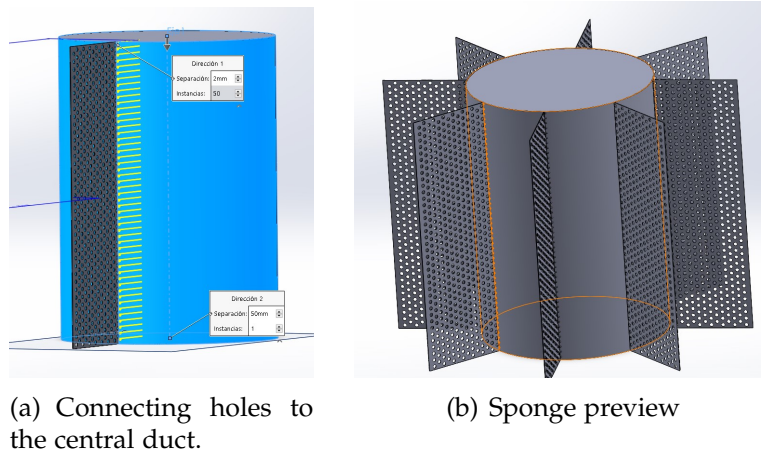 Dirección 1
Separación: 2mm
Instancias: 50
Dirección 2
Separación: 50mm
Instancias: 1
(a) Connecting holes to
the central duct.
(b) Sponge preview